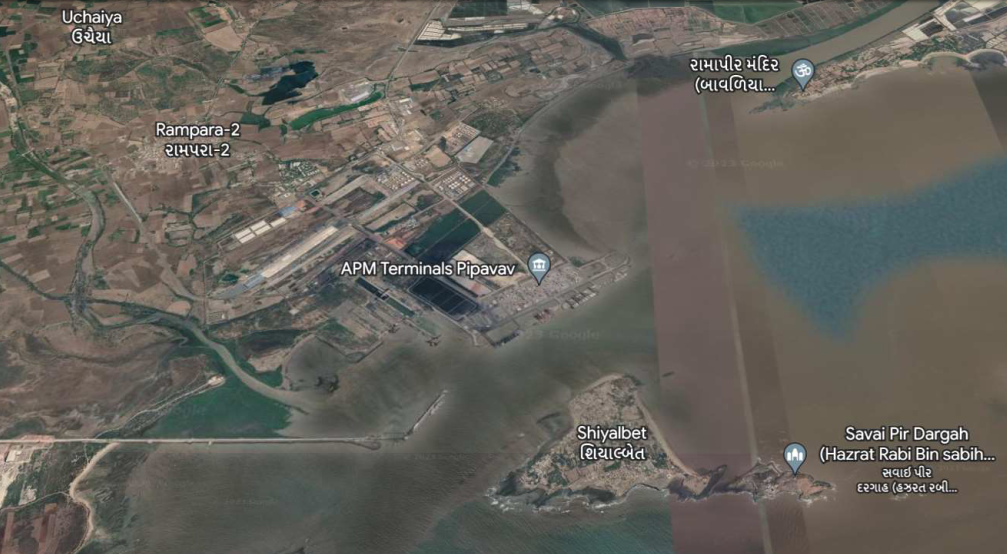 Uchaiya
ઉચૈયા
રામાપીર મંદિર
(બાવળિયા...
Rampara-2
રામપરા-2
APM Terminals Pipavav
Shiyalbet
શિયાલ્બેત
Savai Pir Dargah
(Hazrat Rabi Bin sabih...
સવાઇ પીર
દરગાહ (હઝરત રબી...